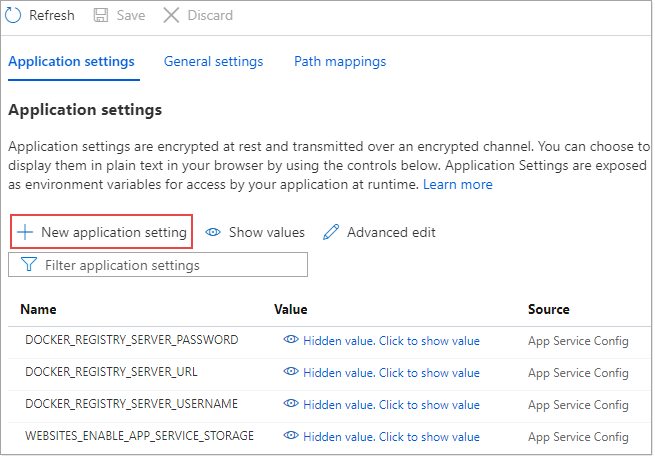 Refresh Save Discard
Application settings General settings Path mappings
Application settings
Application settings are encrypted at rest and transmitted over an encrypted channel. You can choose to
display them in plain text in your browser by using the controls below. Application Settings are exposed
as environment variables for access by your application at runtime. Learn more
New application setting Show values Advanced edit
Filter application settings
Name Value Source
DOCKER_REGISTRY_SERVER_PASSWORD Hidden value. Click to show value App Service Config
DOCKER_REGISTRY_SERVER_URL Hidden value. Click to show value App Service Config
DOCKER_REGISTRY_SERVER_USERNAME Hidden value. Click to show value App Service Config
WEBSITES_ENABLE_APP_SERVICE_STORAGE Hidden value. Click to show value App Service Config